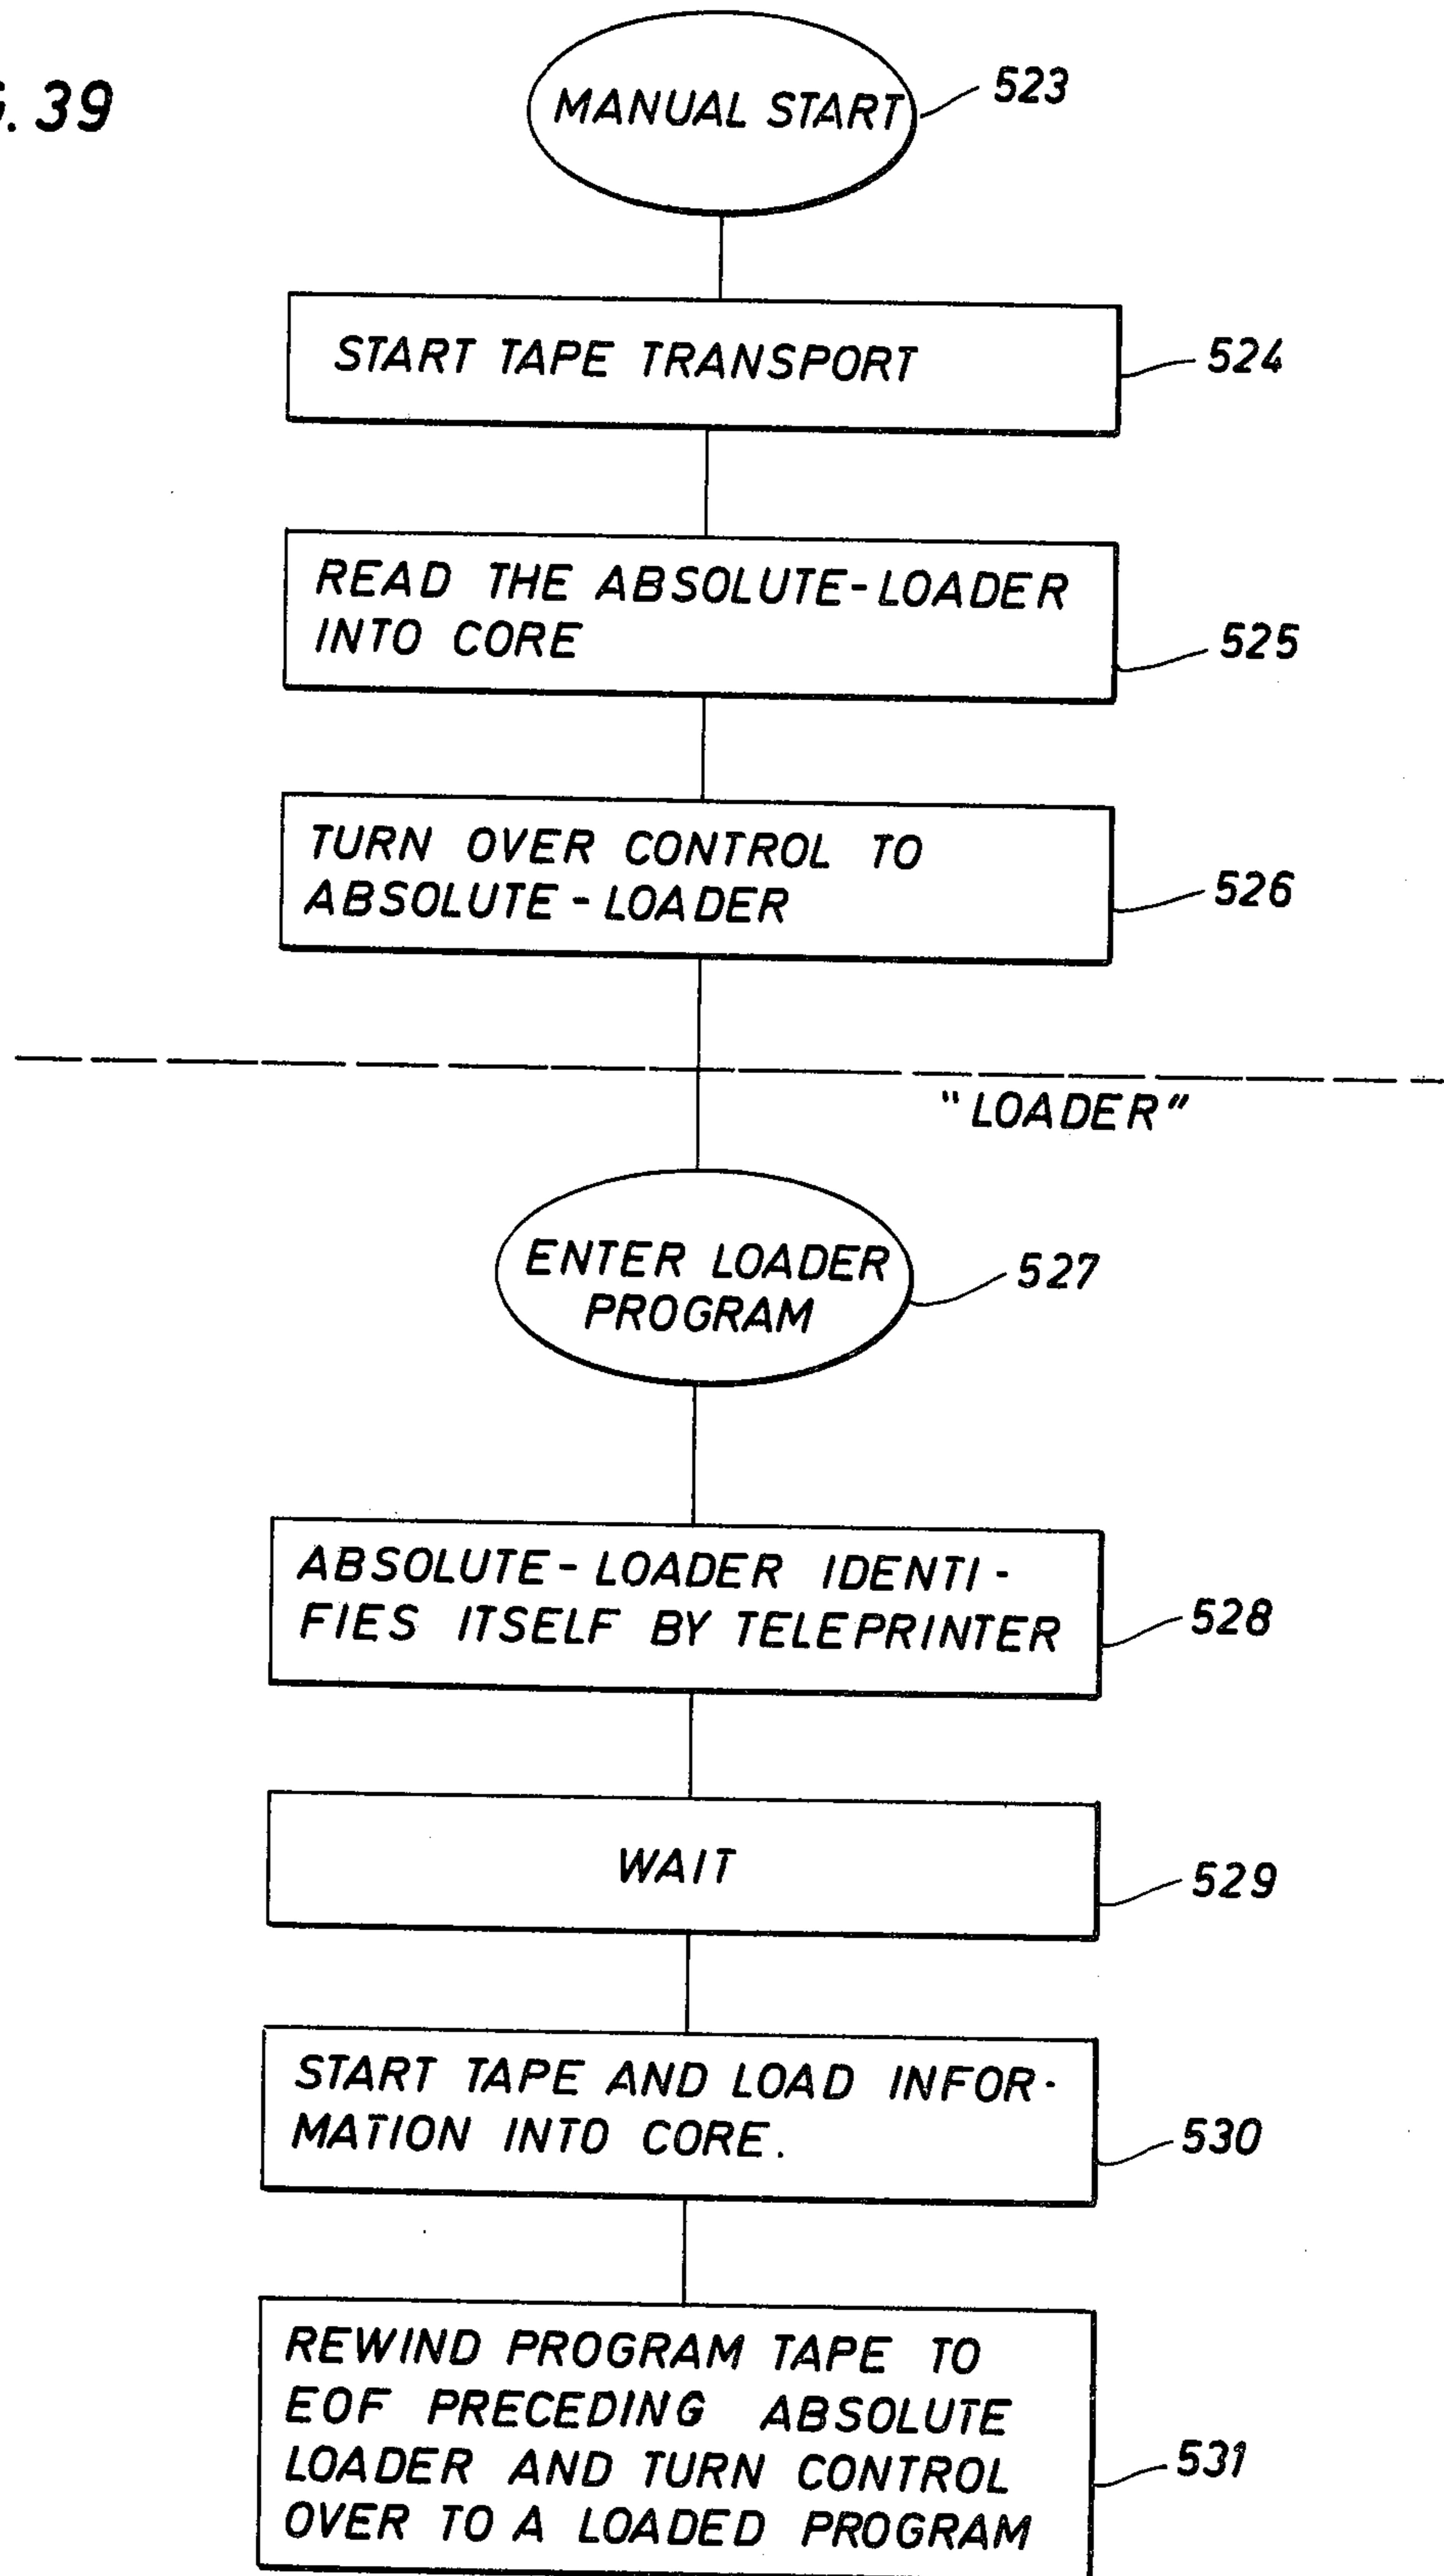 . 39
MANUAL START
523
START TAPE TRANSPORT
524
READ THE ABSOLUTE-LOADER
INTO CORE
525
TURN OVER CONTROL TO
ABSOLUTE-LOADER
526
"LOADER"
ENTER LOADER
PROGRAM
527
ABSOLUTE-LOADER IDENTI-
FIES ITSELF BY TELEPRINTER
528
WAIT
529
START TAPE AND LOAD INFOR-
MATION INTO CORE.
530
REWIND PROGRAM TAPE TO
EOF PRECEDING ABSOLUTE
LOADER AND TURN CONTROL
OVER TO A LOADED PROGRAM
531